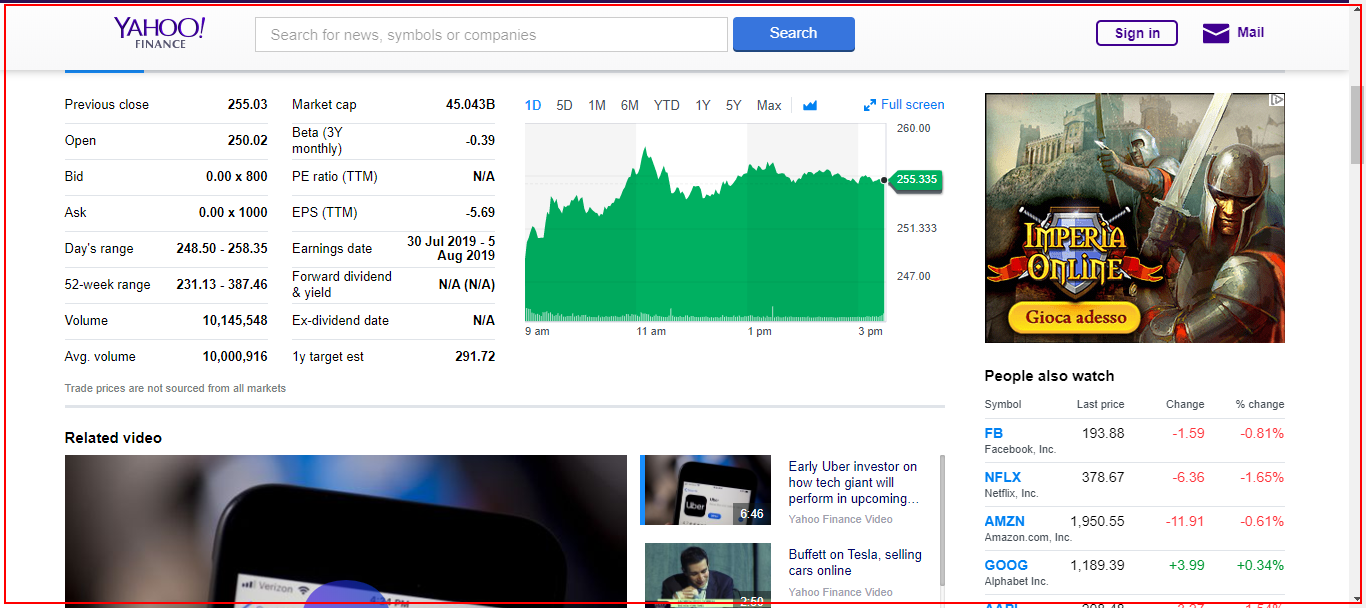 YAHOO!
FINANCE
Search for news, symbols or companies
Search
Sign in
Mail
Previous close 255.03
Open 250.02
Bid 0.00 x 800
Ask 0.00 x 1000
Day's range 248.50 - 258.35
52-week range 231.13 - 387.46
Volume 10,145,548
Avg. volume 10,000,916
Market cap 45.043B
Beta (3Y
monthly) -0.39
PE ratio (TTM) N/A
EPS (TTM) -5.69
Earnings date 30 Jul 2019 - 5
Aug 2019
Forward dividend
& yield N/A (N/A)
Ex-dividend date N/A
1y target est 291.72
Trade prices are not sourced from all markets
1D 5D 1M 6M YTD 1Y 5Y Max Full screen
260.00
255.335
251.333
247.00
9 am 11 am 1 pm 3 pm
IMPERIA
ONLINE
Gioca adesso
People also watch
Symbol Last price Change % change
FB 193.88 -1.59 -0.81%
Facebook, Inc.
NFLX 378.67 -6.36 -1.65%
Netflix, Inc.
AMZN 1,950.55 -11.91 -0.61%
Amazon.com, Inc.
GOOG 1,189.39 +3.99 +0.34%
Alphabet Inc.
Related video
Verizon
Uber
6:46
Early Uber investor on
how tech giant will
perform in upcoming…
Yahoo Finance Video
2:50
Buffett on Tesla, selling
cars online
Yahoo Finance Video